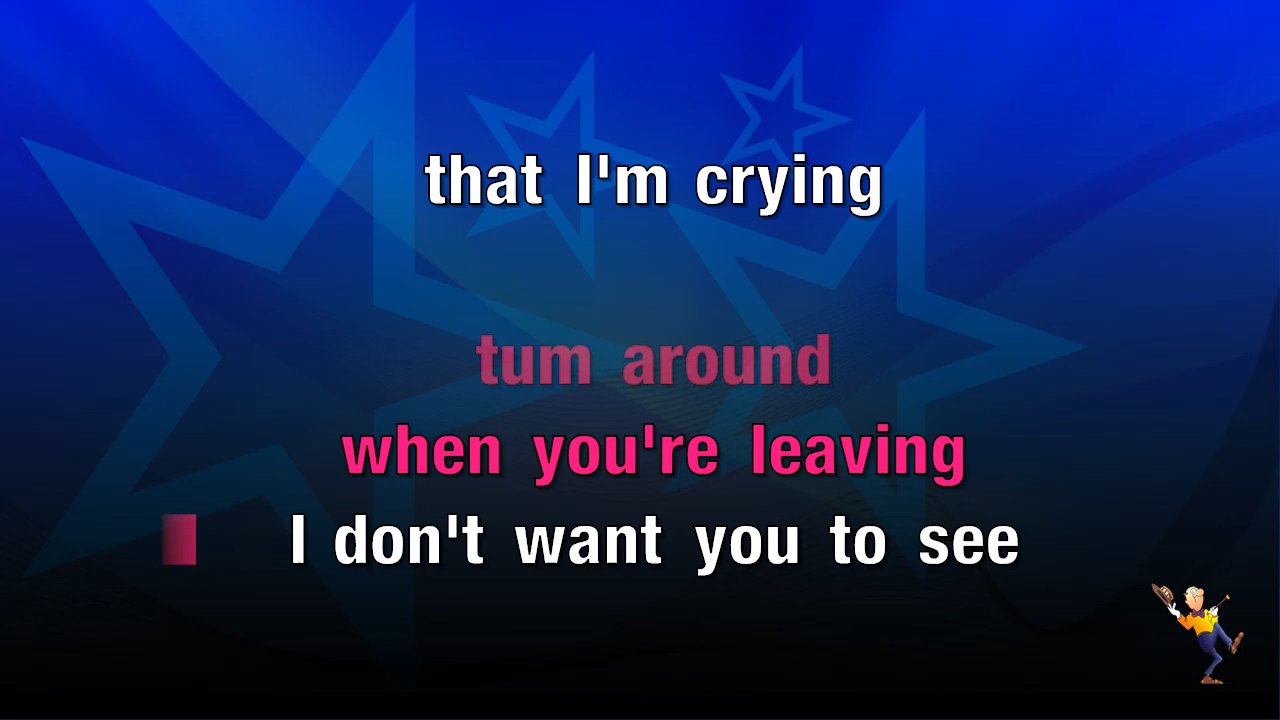 that I'm crying
tum around
when you're leaving
I don't want you to see